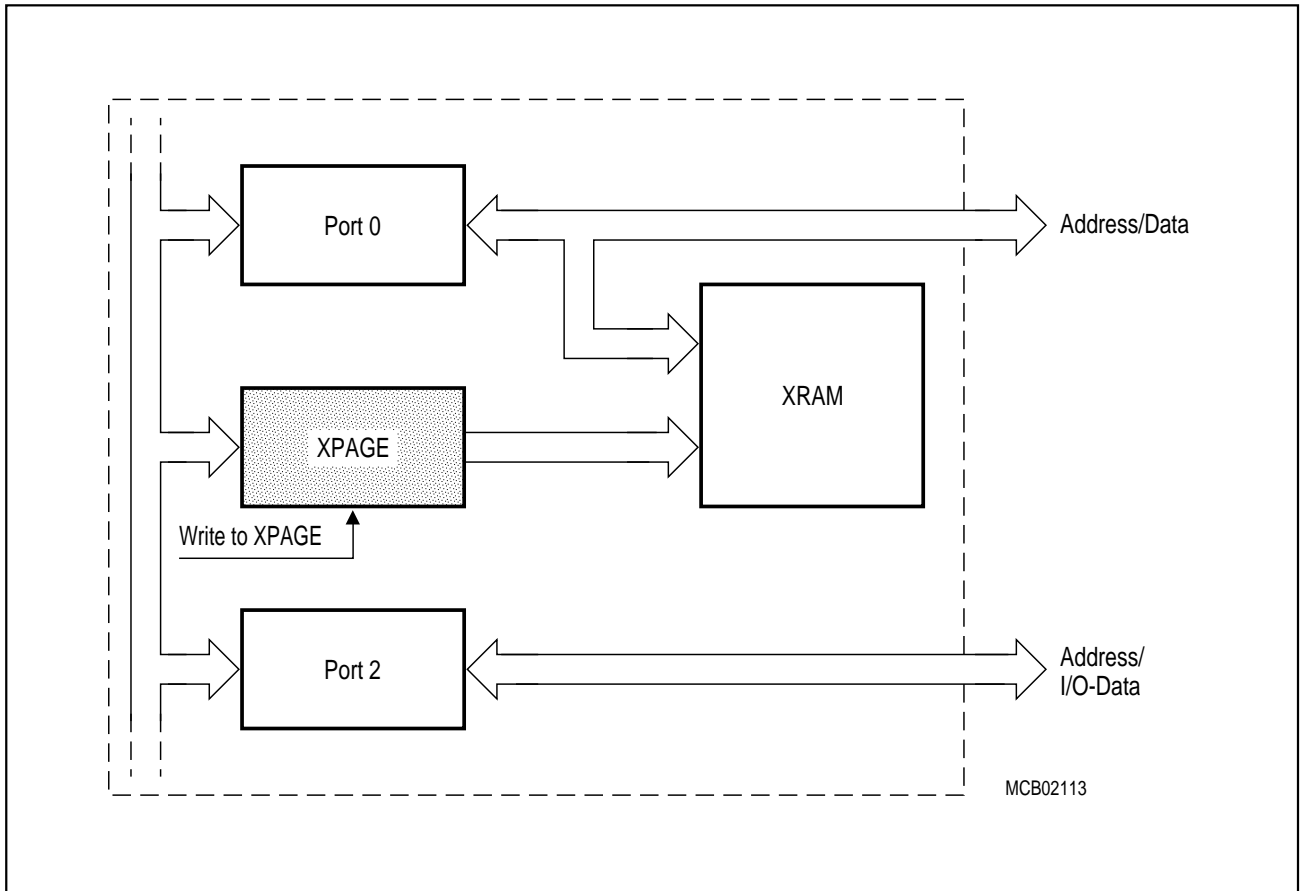 Port 0
Address/Data
XRAM
XPAGE
Write to XPAGE
Port 2
Address/
I/O-Data
MCB02113